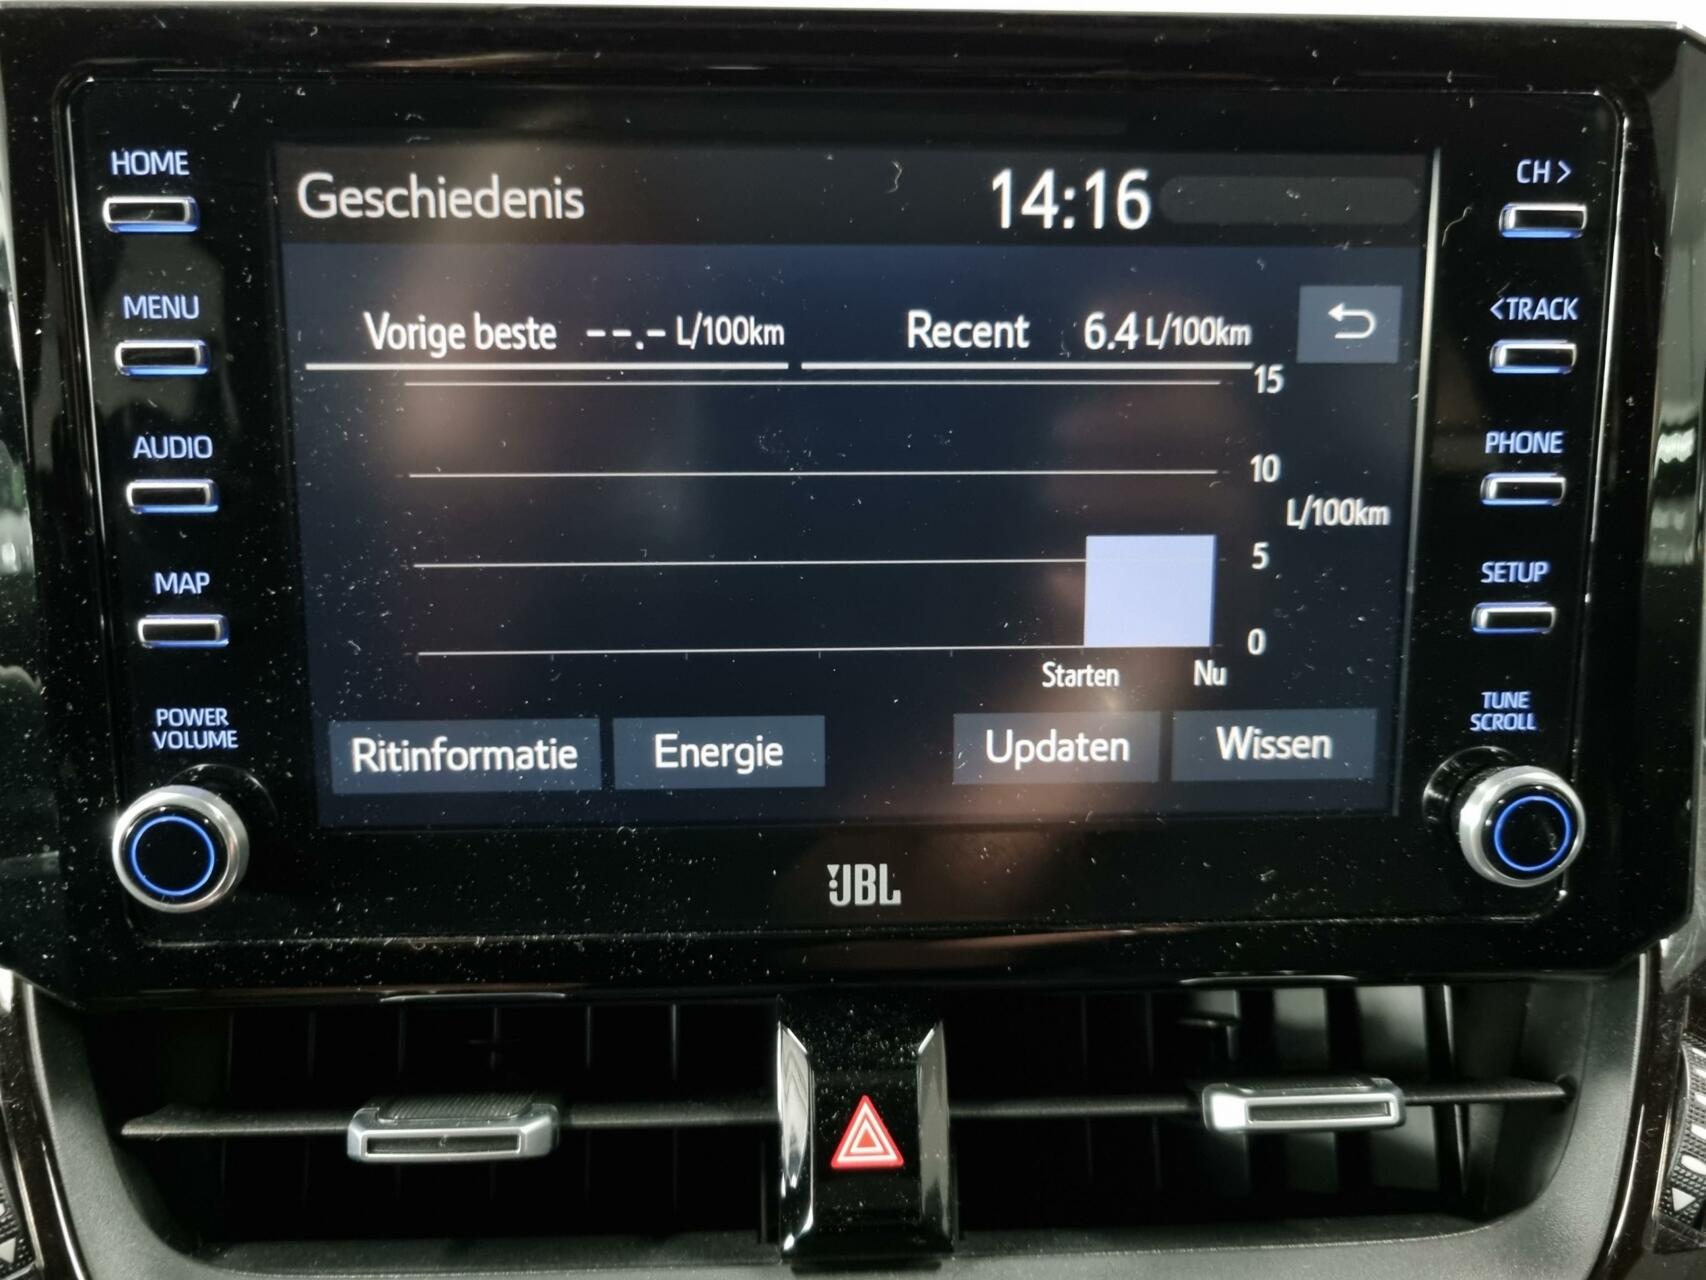 HOME
MENU
AUDIO
MAP
POWER
VOLUME
Geschiedenis 14:16
Vorige beste --.- L/100km Recent 6.4 L/100km
15
10
L/100km
5
0
Starten Nu
Ritinformatie Energie Updaten Wissen
CH >
<TRACK
PHONE
SETUP
TUNE
SCROLL
JBL